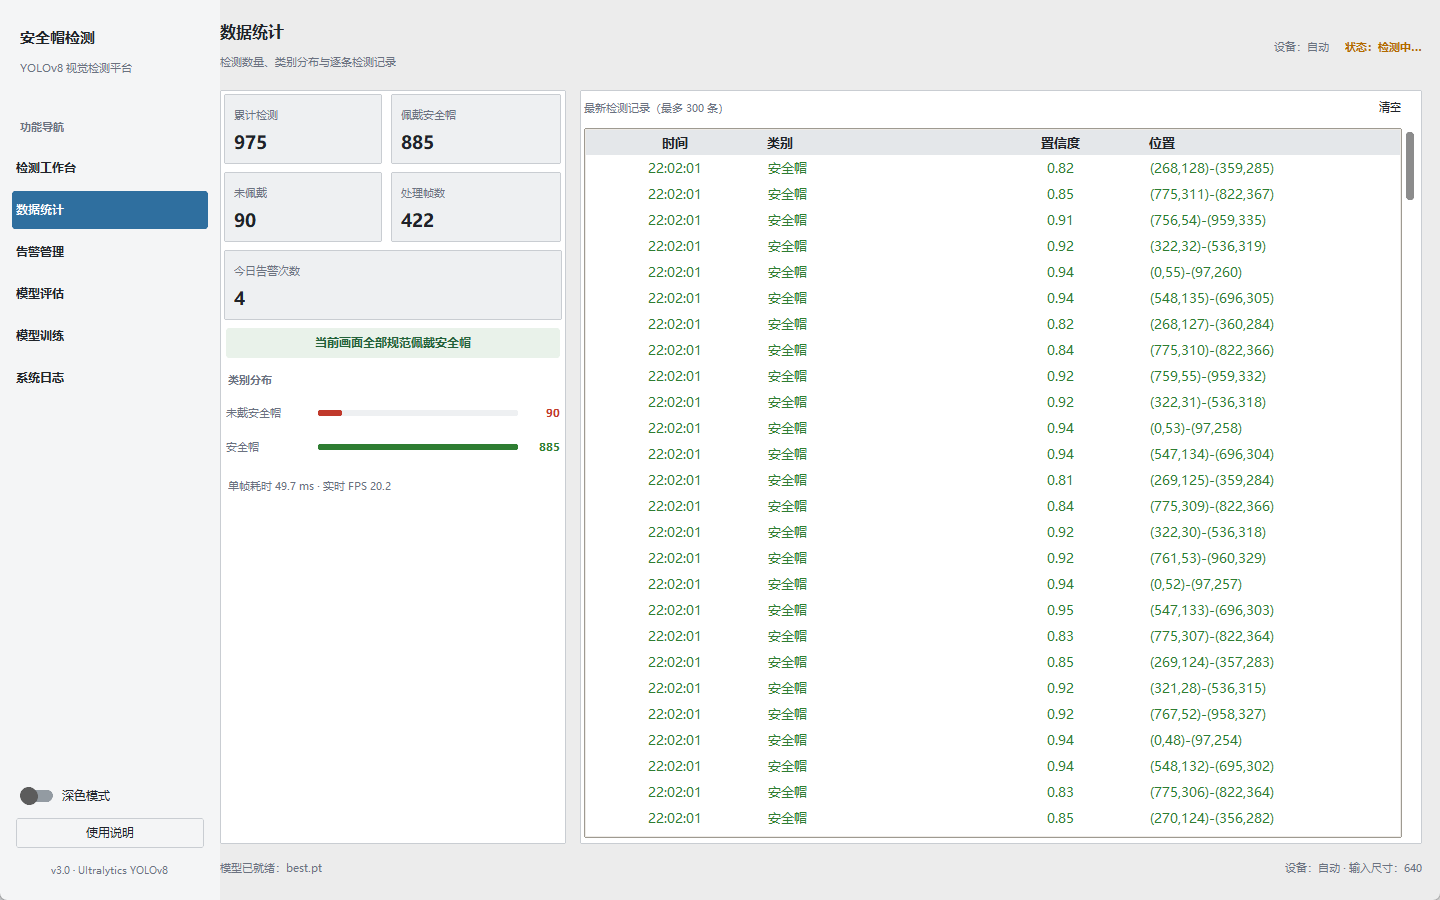 安全帽检测
YOLOv8 视觉检测平台
功能导航
检测工作台
数据统计
告警管理
模型评估
模型训练
系统日志
深色模式
使用说明
v3.0 · Ultralytics YOLOv8
数据统计
检测数量、类别分布与逐条检测记录
设备：自动 状态：检测中...
累计检测
975
佩戴安全帽
885
未佩戴
90
处理帧数
422
今日告警次数
4
当前画面全部规范佩戴安全帽
类别分布
未戴安全帽 90
安全帽 885
单帧耗时 49.7 ms · 实时 FPS 20.2
最新检测记录（最多 300 条）
清空
时间 类别 置信度 位置
22:02:01 安全帽 0.82 (268,128)-(359,285)
22:02:01 安全帽 0.85 (775,311)-(822,367)
22:02:01 安全帽 0.91 (756,54)-(959,335)
22:02:01 安全帽 0.92 (322,32)-(536,319)
22:02:01 安全帽 0.94 (0,55)-(97,260)
22:02:01 安全帽 0.94 (548,135)-(696,305)
22:02:01 安全帽 0.82 (268,127)-(360,284)
22:02:01 安全帽 0.84 (775,310)-(822,366)
22:02:01 安全帽 0.92 (759,55)-(959,332)
22:02:01 安全帽 0.92 (322,31)-(536,318)
22:02:01 安全帽 0.94 (0,53)-(97,258)
22:02:01 安全帽 0.94 (547,134)-(696,304)
22:02:01 安全帽 0.81 (269,125)-(359,284)
22:02:01 安全帽 0.84 (775,309)-(822,366)
22:02:01 安全帽 0.92 (322,30)-(536,318)
22:02:01 安全帽 0.92 (761,53)-(960,329)
22:02:01 安全帽 0.94 (0,52)-(97,257)
22:02:01 安全帽 0.95 (547,133)-(696,303)
22:02:01 安全帽 0.83 (775,307)-(822,364)
22:02:01 安全帽 0.85 (269,124)-(357,283)
22:02:01 安全帽 0.92 (321,28)-(536,315)
22:02:01 安全帽 0.92 (767,52)-(958,327)
22:02:01 安全帽 0.94 (0,48)-(97,254)
22:02:01 安全帽 0.94 (548,132)-(695,302)
22:02:01 安全帽 0.83 (775,306)-(822,364)
22:02:01 安全帽 0.85 (270,124)-(356,282)
模型已就绪：best.pt
设备：自动 · 输入尺寸：640